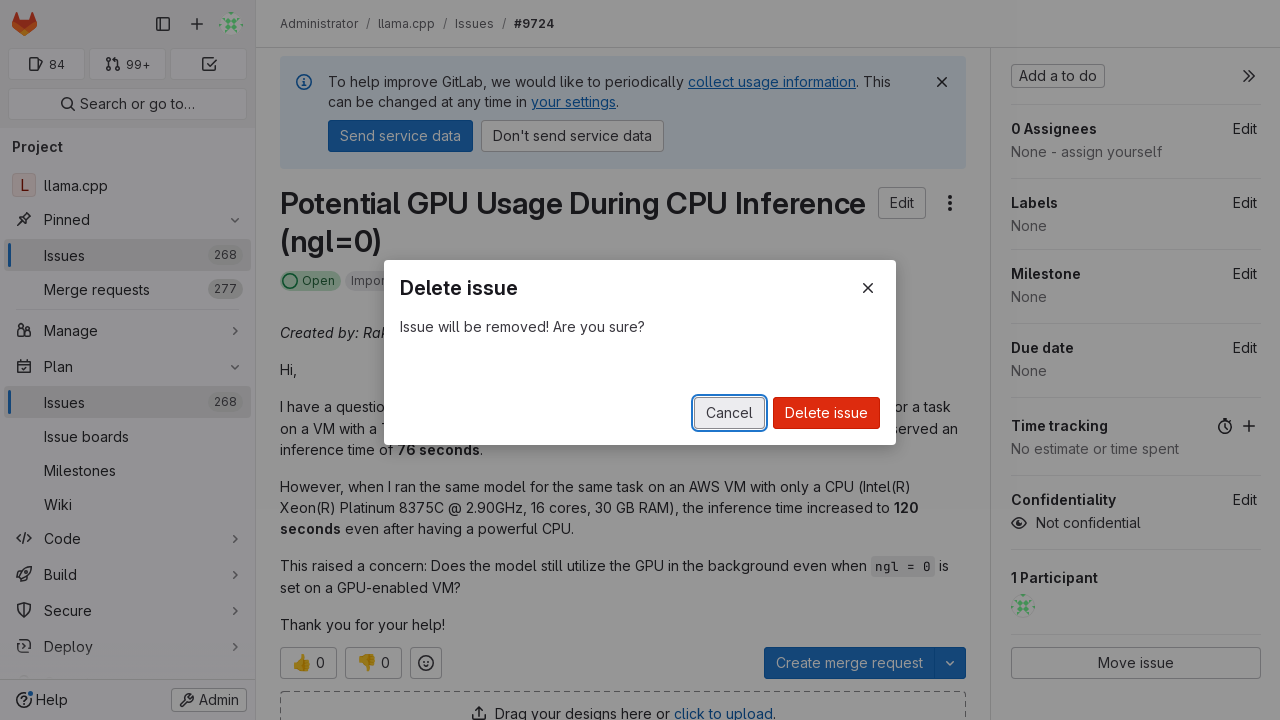 Administrator / llama.cpp / Issues / #9724
84
99+
Search or go to…
Project
L llama.cpp
Pinned
Issues 268
Merge requests 277
Manage
Plan
Issues 268
Issue boards
Milestones
Wiki
Code
Build
Secure
Deploy
Help
Admin
To help improve GitLab, we would like to periodically collect usage information. This
can be changed at any time in your settings.
Send service data
Don't send service data
Potential GPU Usage During CPU Inference
(ngl=0)
Edit
Open
Created by:
Hi,
I have a question
or a task
on a VM with a
served an
inference time of 76 seconds.
However, when I ran the same model for the same task on an AWS VM with only a CPU (Intel(R)
Xeon(R) Platinum 8375C @ 2.90GHz, 16 cores, 30 GB RAM), the inference time increased to 120
seconds even after having a powerful CPU.
This raised a concern: Does the model still utilize the GPU in the background even when ngl = 0 is
set on a GPU-enabled VM?
Thank you for your help!
👍 0
👎 0
Create merge request
Drag your designs here or click to upload.
Delete issue
Issue will be removed! Are you sure?
Cancel
Delete issue
Add a to do
0 Assignees Edit
None - assign yourself
Labels Edit
None
Milestone Edit
None
Due date Edit
None
Time tracking
No estimate or time spent
Confidentiality Edit
Not confidential
1 Participant
Move issue